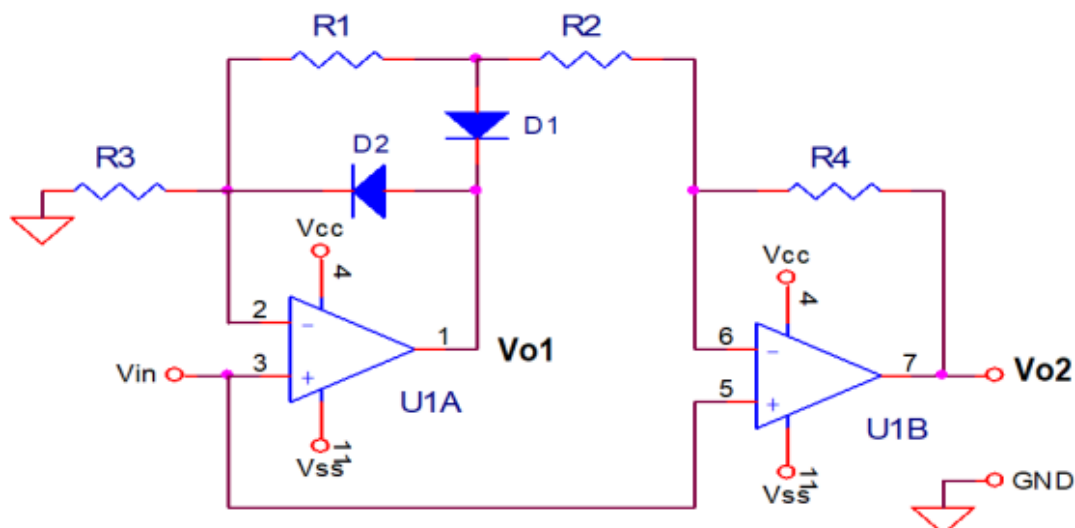 R1
R2
D2
D1
R3
R4
Vcc
4
Vcc
4
2
-
1
Vo1
6
-
7
Vo2
Vin
3
+
5
+
U1A
U1B
Vss
11
Vss
11
GND